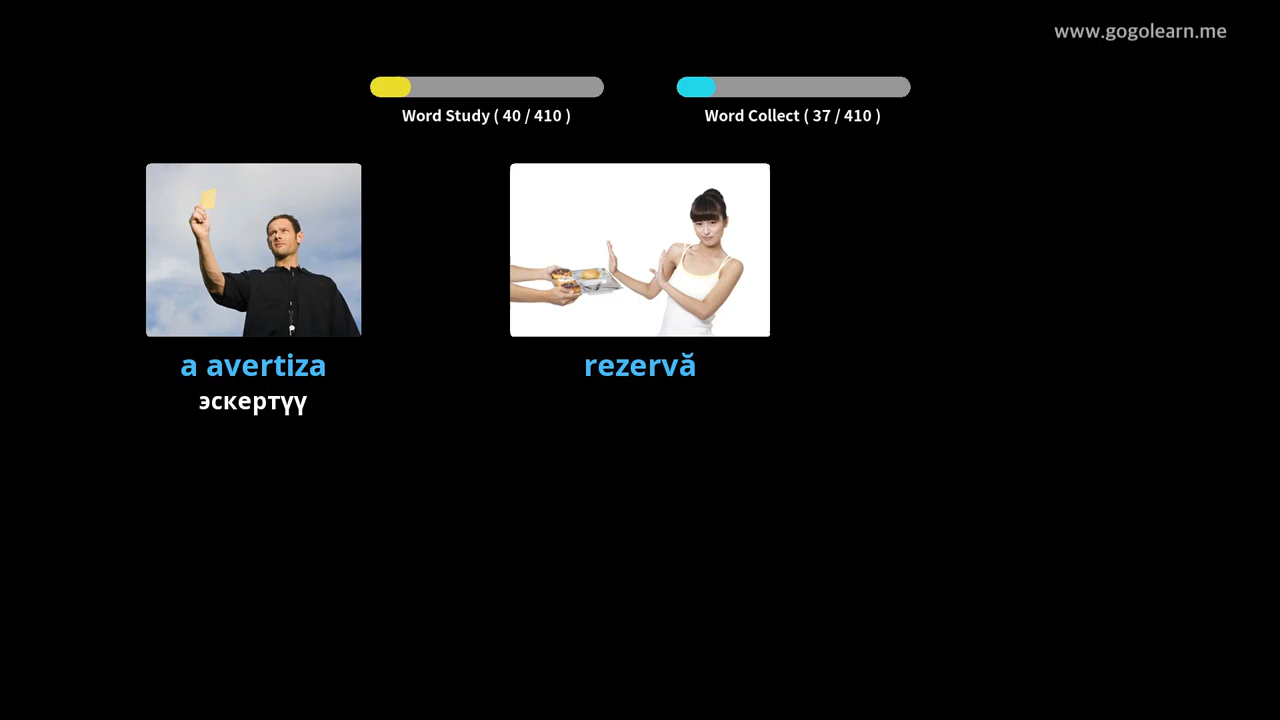 www.gogolearn.me
Word Study ( 40 / 410 )
Word Collect ( 37 / 410 )
a avertiza
эскертүү
rezervă